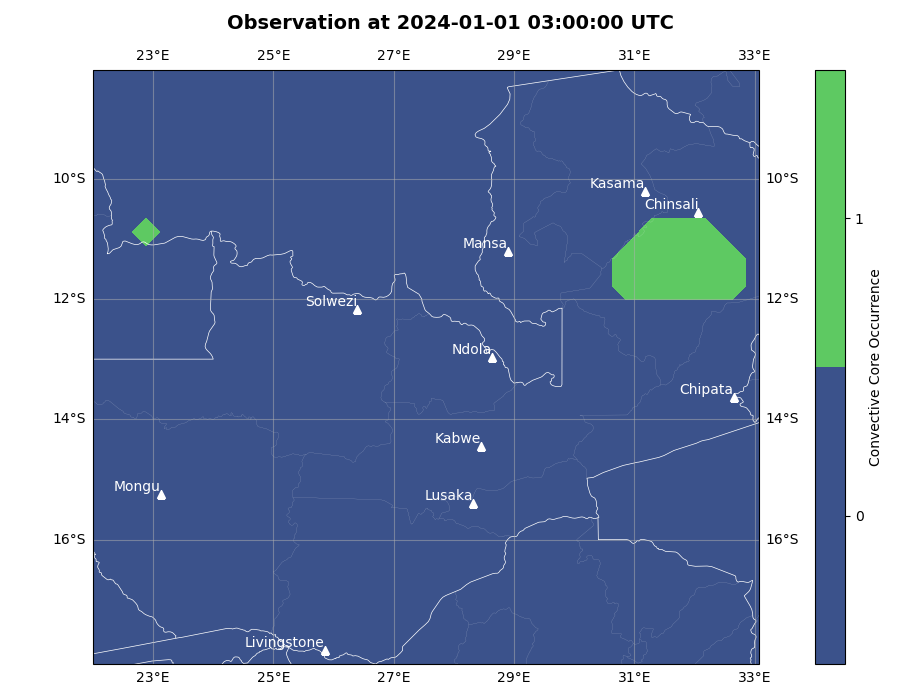 Observation at 2024-01-01 03:00:00 UTC
23°E 25°E 27°E 29°E 31°E 33°E
10°S 10°S
Kasama
Chinsali
1
Mansa
12°S 12°S
Solwezi
Ndola
Convective Core Occurrence
Chipata
14°S 14°S
Kabwe
Mongu
Lusaka
0
16°S 16°S
Livingstone
23°E 25°E 27°E 29°E 31°E 33°E